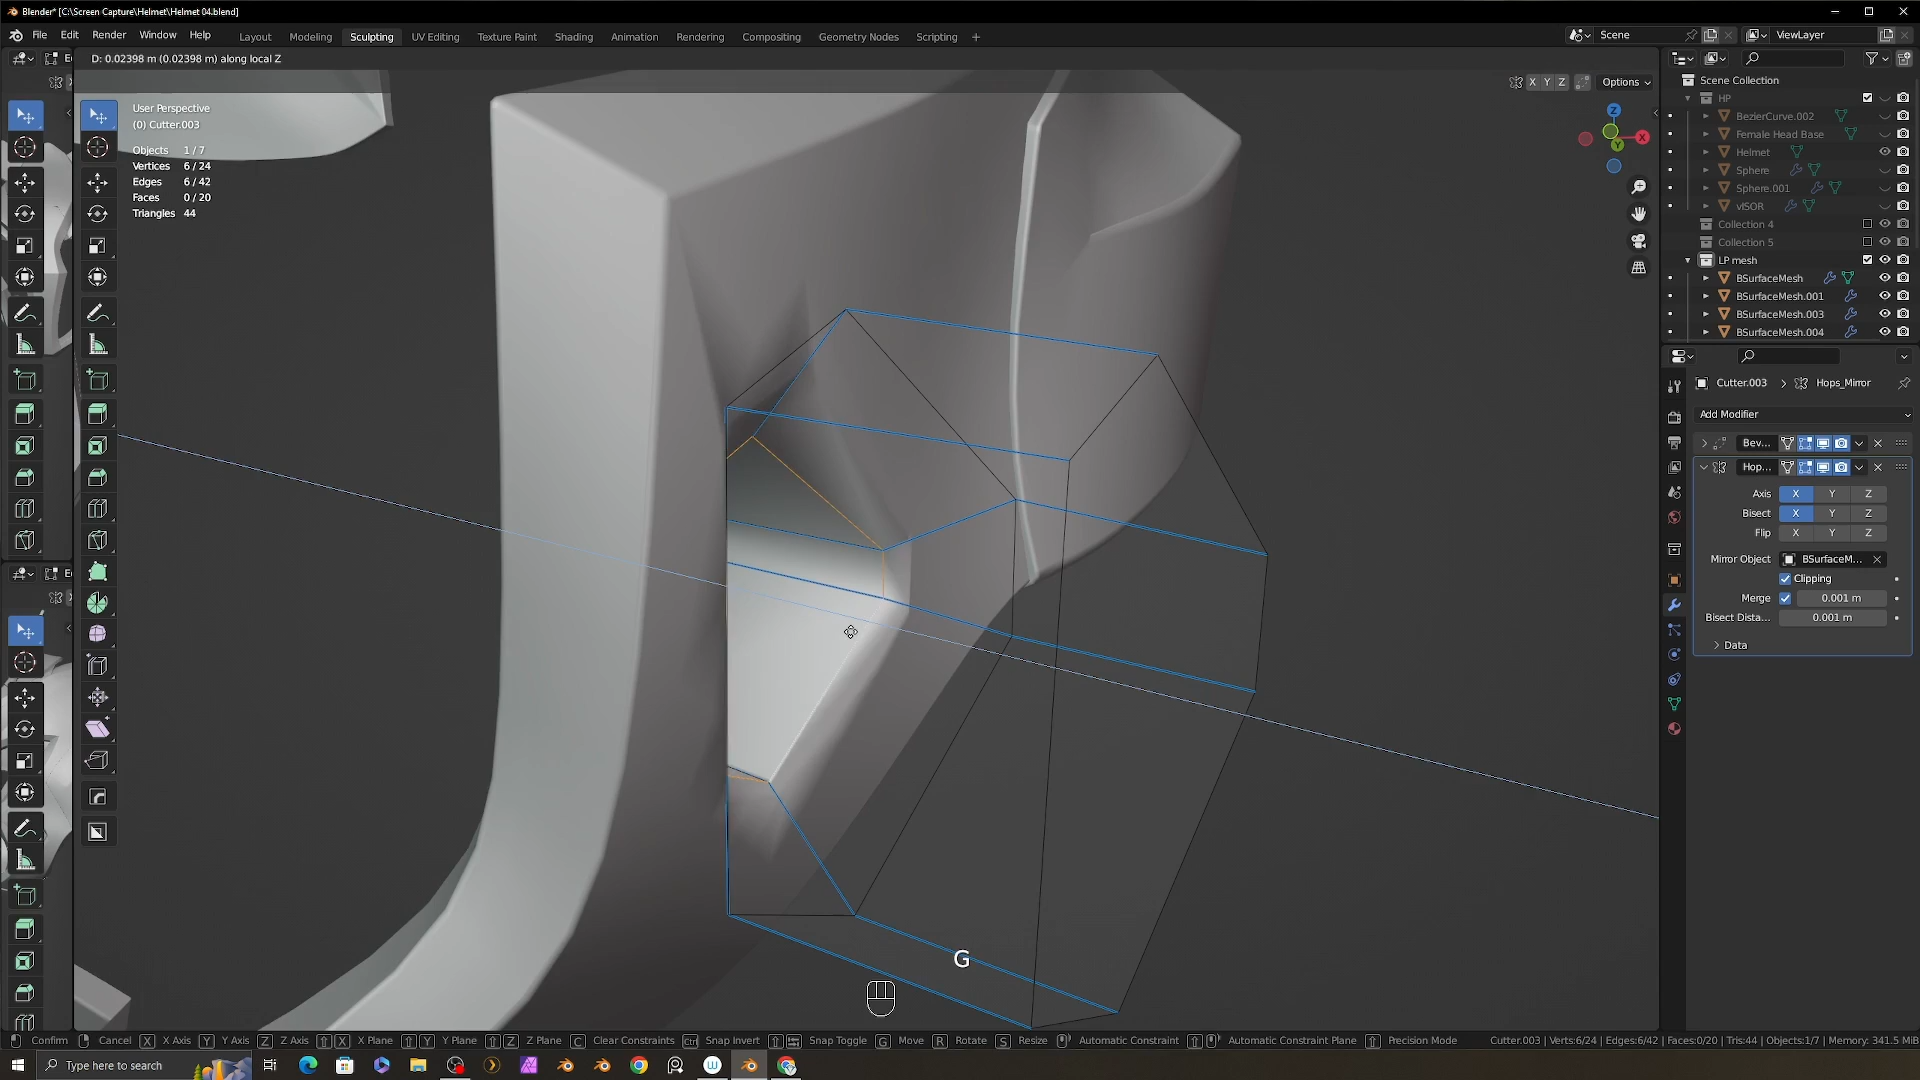 Blender* [C:\Screen Capture\Helmet\Helmet 04.blend]
File Edit Render Window Help Layout Modeling Sculpting UV Editing Texture Paint Shading Animation Rendering Compositing Geometry Nodes Scripting + Scene ViewLayer
D: 0.02398 m (0.02398 m) along local Z
X Y Z Options
User Perspective
(0) Cutter.003
Objects 1/7
Vertices 6/24
Edges 6/42
Faces 0/20
Triangles 44
Z
X
Y
G
Scene Collection
HP
BezierCurve.002
Female Head Base
Helmet
Sphere
Sphere.001
vISOR
Collection 4
Collection 5
LP mesh
BSurfaceMesh
BSurfaceMesh.001
BSurfaceMesh.003
BSurfaceMesh.004
Cutter.003 > Hops_Mirror
Add Modifier
Bev...
Hop...
Axis X Y Z
Bisect X Y Z
Flip X Y Z
Mirror Object BSurfaceM...
Clipping
Merge 0.001 m
Bisect Dista... 0.001 m
Data
Confirm Cancel X X Axis Y Y Axis Z Z Axis X X Plane Y Y Plane Z Z Plane C Clear Constraints Ctrl Snap Invert Snap Toggle G Move R Rotate S Resize Automatic Constraint Automatic Constraint Plane Precision Mode Cutter.003 | Verts:6/24 | Edges:6/42 | Faces:0/20 | Tris:44 | Objects:1/7 | Memory: 341.5 MiB
Type here to search